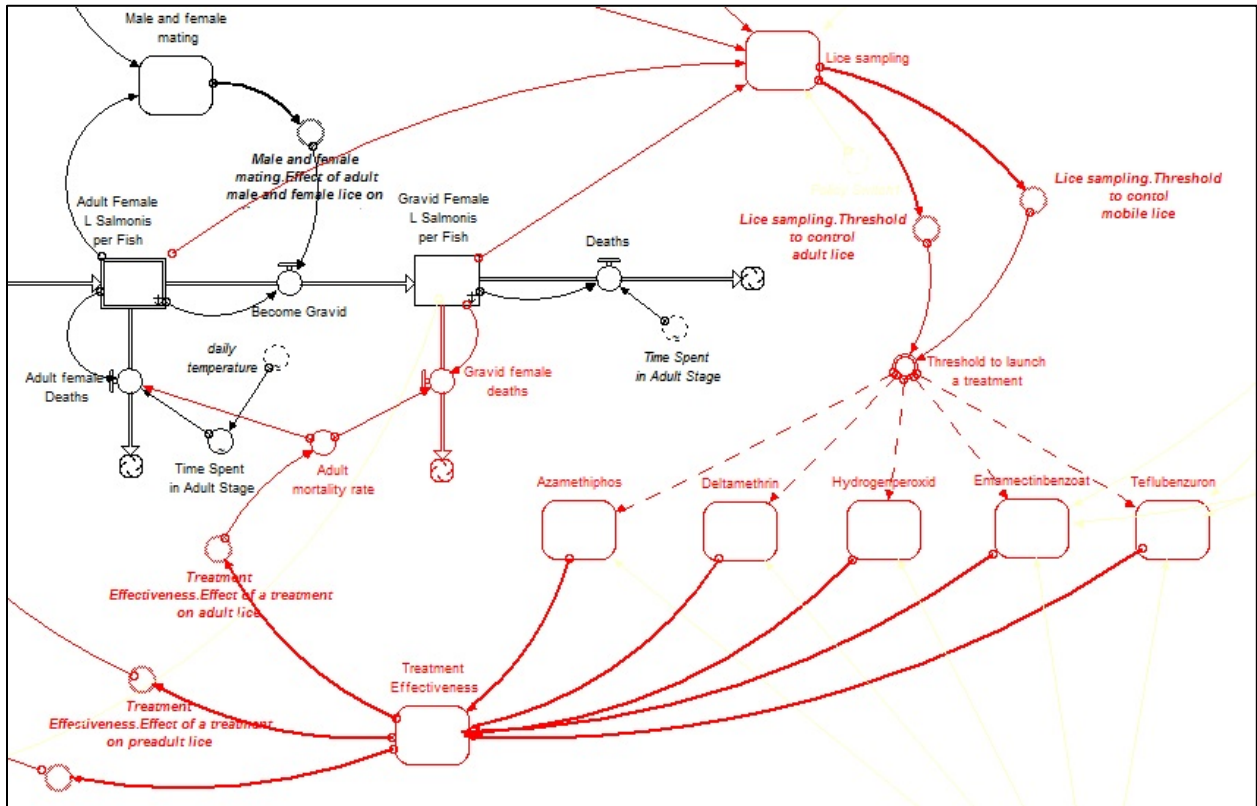 Male and female
mating
Lice sampling
Male and female
mating.Effect of adult
male and female lice on
Adult Female
L Salmonis
per Fish
Gravid Female
L Salmonis
per Fish
Deaths
Lice sampling.Threshold
to control
adult lice
Lice sampling.Threshold
to contol
mobile lice
Become Gravid
daily
temperature
Time Spent
in Adult Stage
Adult female
Deaths
Gravid female
deaths
Threshold to launch
a treatment
Time Spent
in Adult Stage
Adult
mortality rate
Azamethiphos
Deltamethrin
Hydrogenperoxid
Emamectinbenzoat
Teflubenzuron
Treatment
Effectiveness.Effect of a treatment
on adult lice
Treatment
Effectiveness
Treatment
Effectiveness.Effect of a treatment
on preadult lice